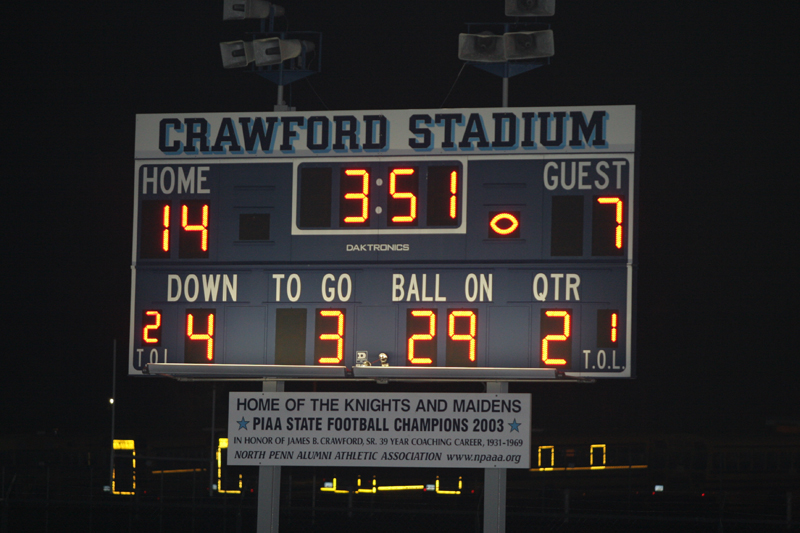 CRAWFORD STADIUM
HOME 3:51 GUEST
14 7
DAKTRONICS
DOWN TO GO BALL ON QTR
2 4 3 29 2 1
T.O.L. T.O.L.
HOME OF THE KNIGHTS AND MAIDENS
PIAA STATE FOOTBALL CHAMPIONS 2003
IN HONOR OF JAMES B. CRAWFORD, SR. 39 YEAR COACHING CAREER, 1931-1969
NORTH PENN ALUMNI ATHLETIC ASSOCIATION www.npaaa.org